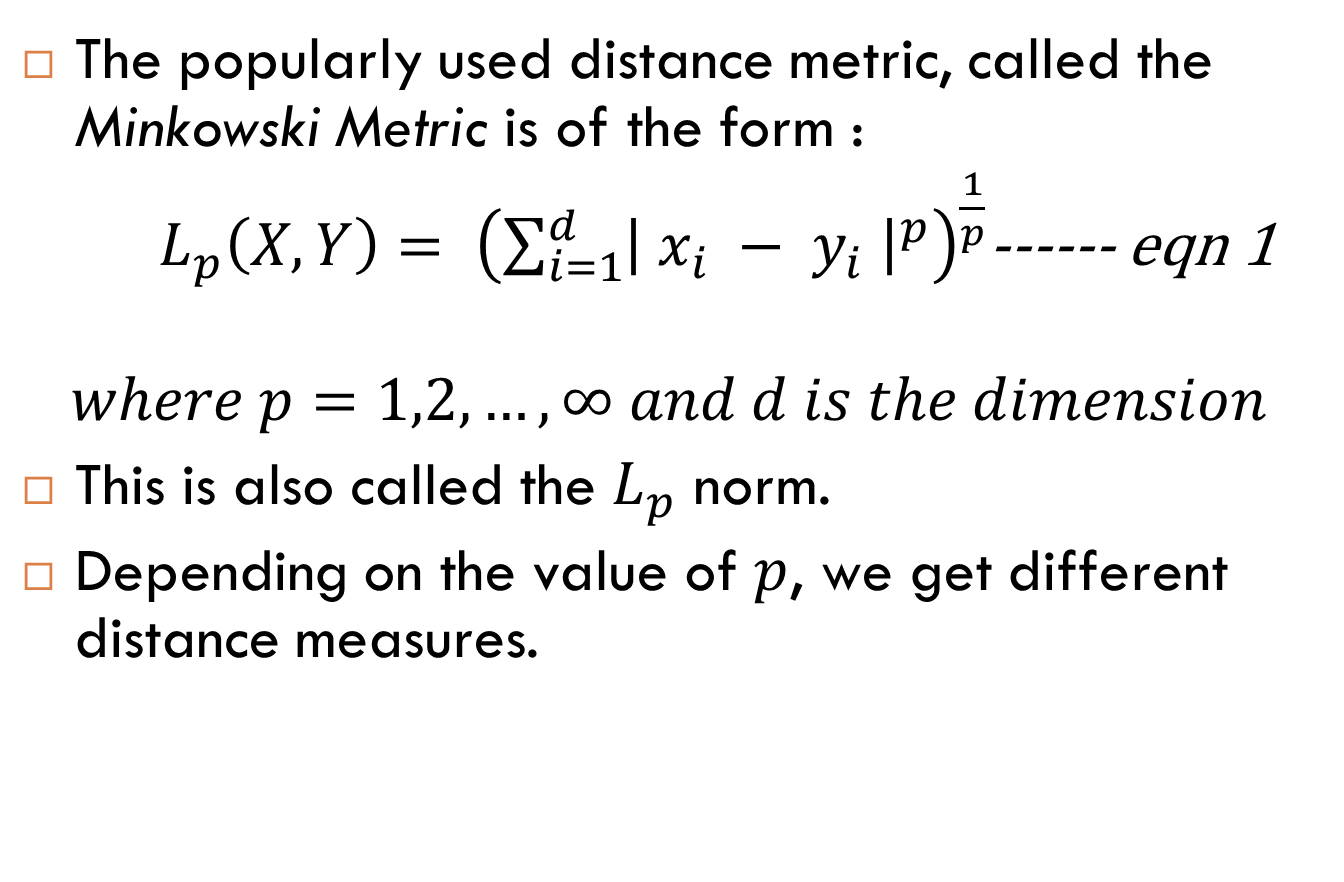 □ The popularly used distance metric, called the
Minkowski Metric is of the form :
L_p(X, Y) = (∑_{i=1}^{d} | x_i − y_i |^p)^{1/p} ------ eqn 1
where p = 1,2, … , ∞ and d is the dimension
□ This is also called the L_p norm.
□ Depending on the value of p, we get different
distance measures.